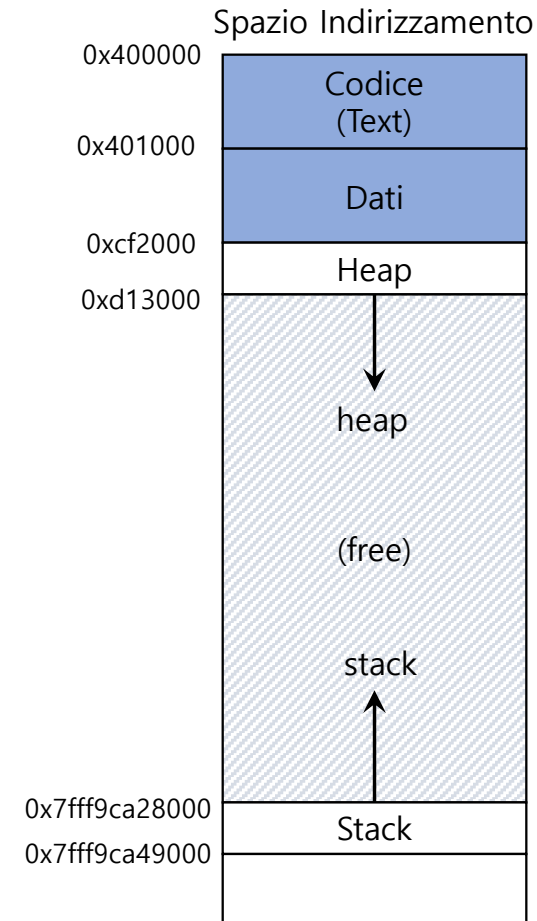 Spazio Indirizzamento
0x400000
Codice
(Text)
0x401000
Dati
0xcf2000
Heap
0xd13000
heap
(free)
stack
0x7fff9ca28000
Stack
0x7fff9ca49000